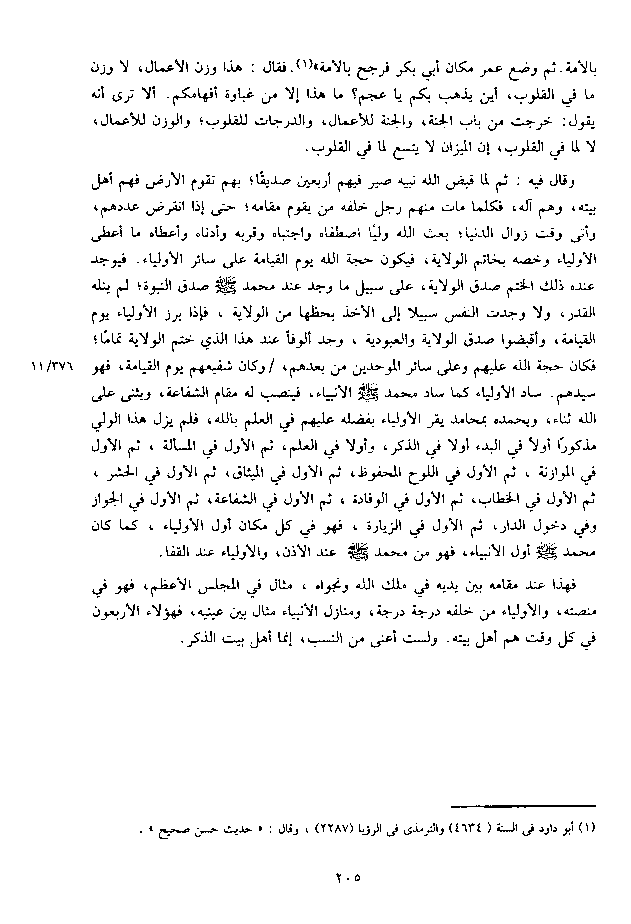 بالأمة. ثم وضع عمر مكان أبي بكر فرجح بالأمة»(١). فقال : هذا وزن الأعمال، لا وزن
ما في القلوب، أين يذهب بكم يا عجم؟ ما هذا إلا من غباوة أفهامكم. ألا ترى أنه
يقول: خرجت من باب الجنة، والجنة للأعمال، والدرجات للقلوب؛ والوزن للأعمال،
لا لما في القلوب، إن الميزان لا يتسع لما في القلوب.
وقال فيه : ثم لما قبض الله نبيه صير فيهم أربعين صديقًا؛ بهم تقوم الأرض فهم أهل
بيته، وهم آله، فكلما مات منهم رجل خلفه من يقوم مقامه؛ حتى إذا انقرض عددهم،
وأتى وقت زوال الدنيا؛ بعث الله وليًا اصطفاه واجتباه وقربه وأدناه وأعطاه ما أعطى
الأولياء وخصه بخاتم الولاية، فيكون حجة الله يوم القيامة على سائر الأولياء. فيوجد
عنده ذلك الختم صدق الولاية، على سبيل ما وجد عند محمد ﷺ صدق النبوة؛ لم ينله
القدر، ولا وجدت النفس سبيلا إلى الأخذ بحظها من الولاية ، فإذا برز الأولياء يوم
القيامة، وأقبضوا صدق الولاية والعبودية ، وجد ألوفاً عند هذا الذي ختم الولاية تمامًا؛
فكان حجة الله عليهم وعلى سائر الموحدين من بعدهم، /وكان شفيعهم يوم القيامة، فهو ١١/٣٧٦
سيدهم. ساد الأولياء كما ساد محمد ﷺ الأنبياء، فينصب له مقام الشفاعة، ويثنى على
الله ثناء، ويحمده بمحامد يقر الأولياء بفضله عليهم في العلم بالله، فلم يزل هذا الولي
مذكورًا أولاً في البدء أولا في الذكر، وأولا في العلم، ثم الأول في المسألة ، ثم الأول
في الموازنة ، ثم الأول في اللوح المحفوظ، ثم الأول في الميثاق، ثم الأول في الحشر ،
ثم الأول في الخطاب، ثم الأول في الوفادة ، ثم الأول في الشفاعة، ثم الأول في الجوار
وفي دخول الدار، ثم الأول في الزيارة ، فهو في كل مكان أول الأولياء ، كما كان
محمد ﷺ أول الأنبياء، فهو من محمد ﷺ عند الأذن، والأولياء عند القفا.
فهذا عند مقامه بين يديه في ملك الله ونجواه ، مثال في المجلس الأعظم، فهو في
منصته، والأولياء من خلفه درجة درجة، ومنازل الأنبياء مثال بين عينيه، فهؤلاء الأربعون
في كل وقت هم أهل بيته. ولست أعنى من النسب، إنما أهل بيت الذكر.
(١) أبو داود فى السنة ( ٤٦٣٤) والترمذى فى الرؤيا (٢٢٨٧) ، وقال : « حديث حسن صحيح » .
٢٠٥